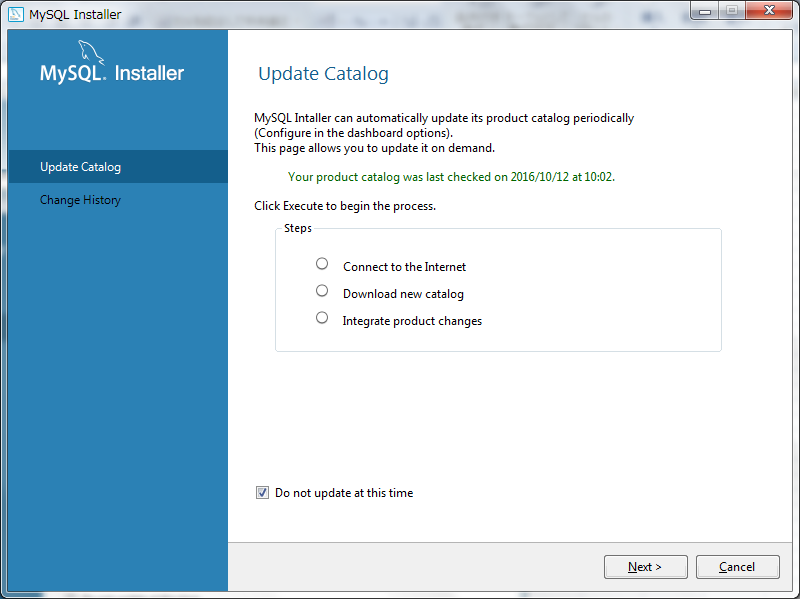 MySQL Installer
MySQL. Installer
Update Catalog
Change History
Update Catalog
MySQL Intaller can automatically update its product catalog periodically
(Configure in the dashboard options).
This page allows you to update it on demand.
Your product catalog was last checked on 2016/10/12 at 10:02.
Click Execute to begin the process.
Steps
Connect to the Internet
Download new catalog
Integrate product changes
Do not update at this time
Next >
Cancel